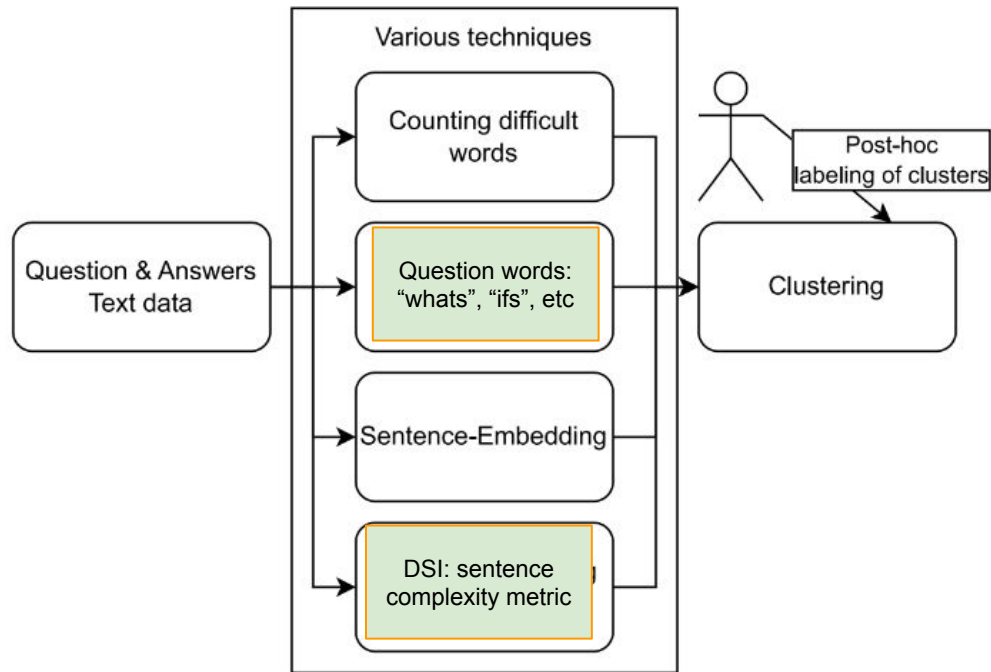 Various techniques
Counting difficult
words
Post-hoc
labeling of clusters
Question & Answers
Text data
Question words:
“whats”, “ifs”, etc
Clustering
Sentence-Embedding
DSI: sentence
complexity metric